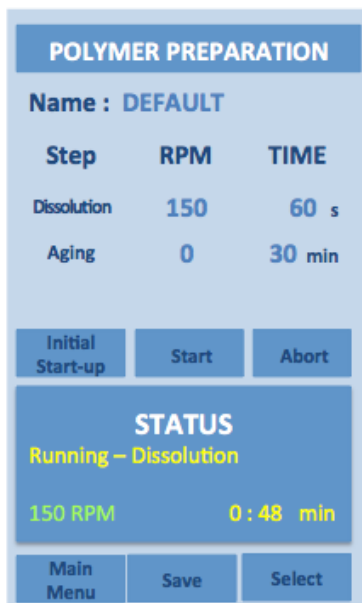 POLYMER PREPARATION
Name : DEFAULT
Step RPM TIME
Dissolution 150 60 s
Aging 0 30 min
Initial Start-up Start Abort
STATUS
Running – Dissolution
150 RPM 0 : 48 min
Main Menu Save Select